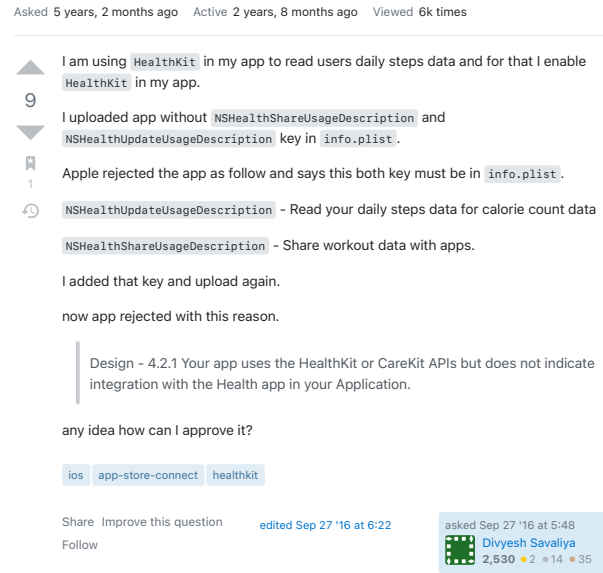 Asked 5 years, 2 months ago Active 2 years, 8 months ago Viewed 6k times
9
1
I am using HealthKit in my app to read users daily steps data and for that I enable
HealthKit in my app.
I uploaded app without NSHealthShareUsageDescription and
NSHealthUpdateUsageDescription key in info.plist.
Apple rejected the app as follow and says this both key must be in info.plist.
NSHealthUpdateUsageDescription - Read your daily steps data for calorie count data
NSHealthShareUsageDescription - Share workout data with apps.
I added that key and upload again.
now app rejected with this reason.
Design - 4.2.1 Your app uses the HealthKit or CareKit APIs but does not indicate
integration with the Health app in your Application.
any idea how can I approve it?
ios app-store-connect healthkit
Share Improve this question
Follow
edited Sep 27 '16 at 6:22
asked Sep 27 '16 at 5:48
Divyesh Savaliya
2,530 ●2 ●14 ●35